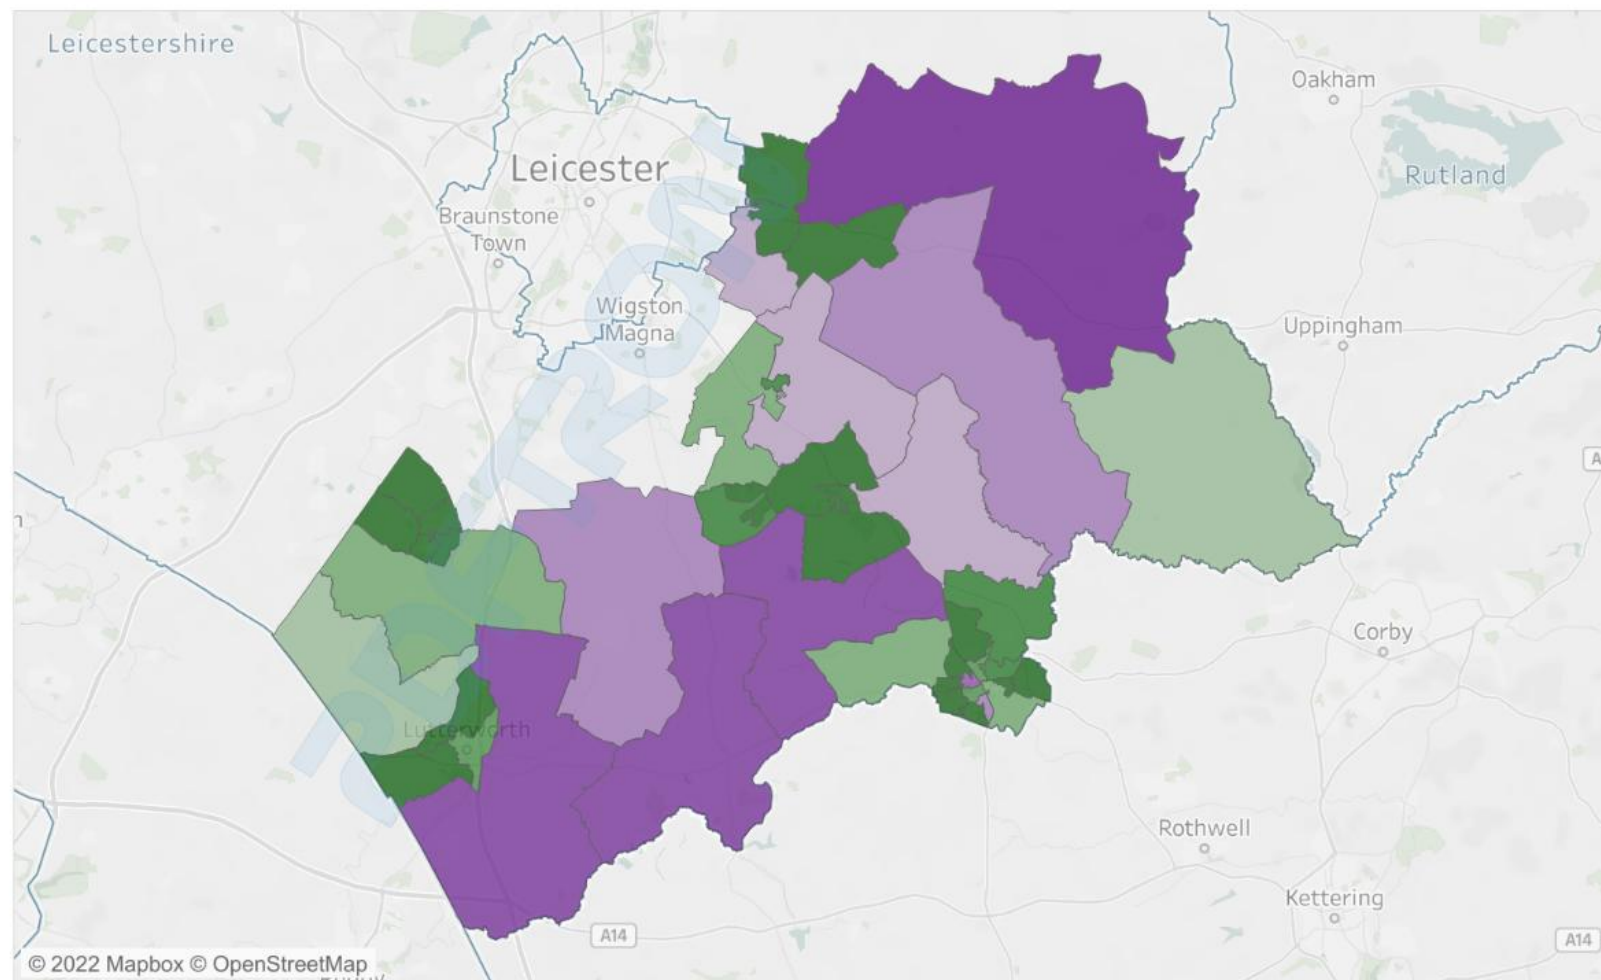 Leicestershire
Oakham
Leicester
Rutland
Braunstone
Town
Wigston
Magna
Uppingham
A
Corby
Lutterworth
Rothwell
Kettering
A14
A14
© 2022 Mapbox © OpenStreetMap